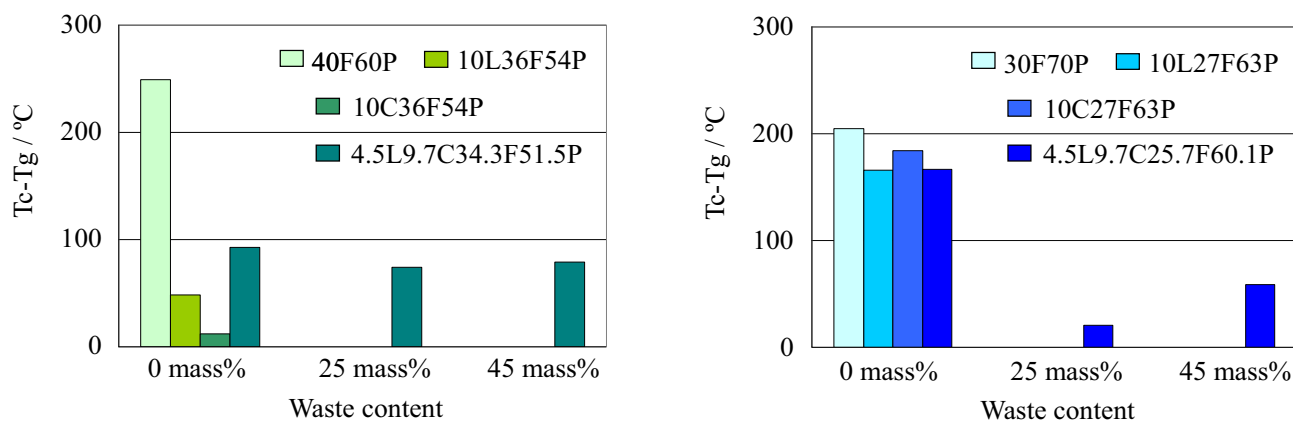 300
200
100
0
Tc-Tg / ºC
40F60P
10L36F54P
10C36F54P
4.5L9.7C34.3F51.5P
0 mass%
25 mass%
45 mass%
Waste content
300
200
100
0
Tc-Tg / ºC
30F70P
10L27F63P
10C27F63P
4.5L9.7C25.7F60.1P
0 mass%
25 mass%
45 mass%
Waste content